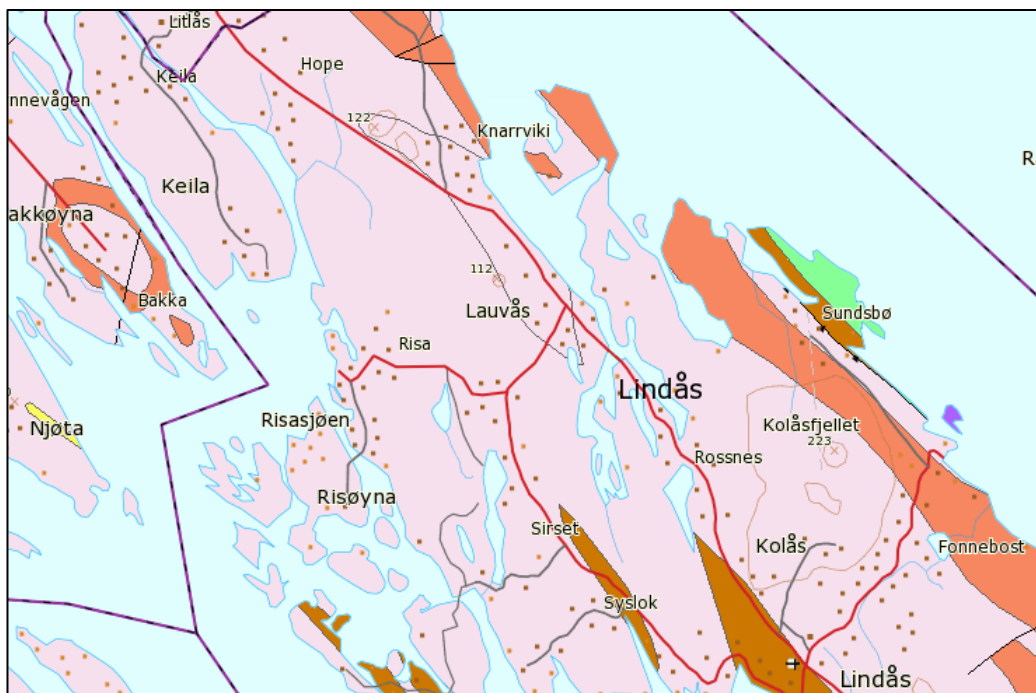 Litlås
Hope
Keila
nnevågen
122
Knarrviki
R
Keila
akkøyna
112
Bakka
Lauvås
Sundsbø
Risa
Lindås
Njøta
Risasjøen
Kolåsfjellet
223
Rossnes
Risøyna
Sirset
Kolås
Fonnebost
Syslok
Lindås